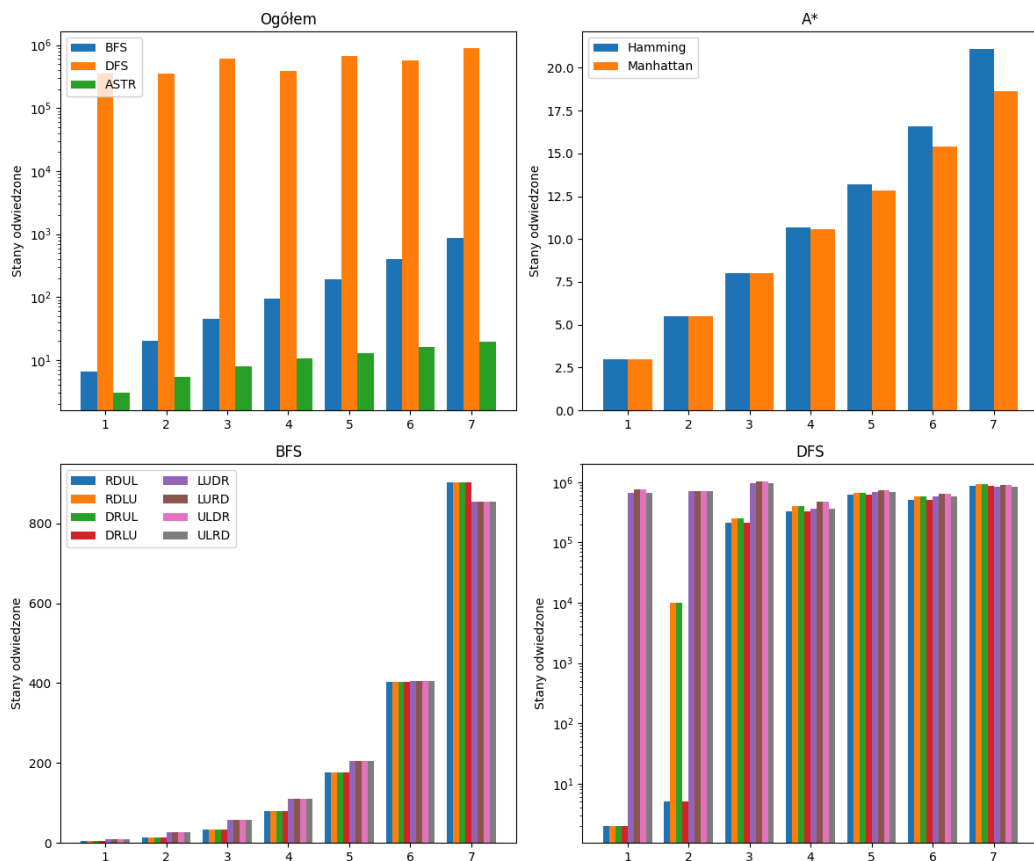 Ogółem
Stany odwiedzone
10^6
10^5
10^4
10^3
10^2
10^1
BFS
DFS
ASTR
1 2 3 4 5 6 7
A*
Stany odwiedzone
20.0
17.5
15.0
12.5
10.0
7.5
5.0
2.5
0.0
Hamming
Manhattan
1 2 3 4 5 6 7
BFS
Stany odwiedzone
800
600
400
200
0
RDUL LUDR
RDLU LURD
DRUL ULDR
DRLU ULRD
1 2 3 4 5 6 7
DFS
Stany odwiedzone
10^6
10^5
10^4
10^3
10^2
10^1
1 2 3 4 5 6 7